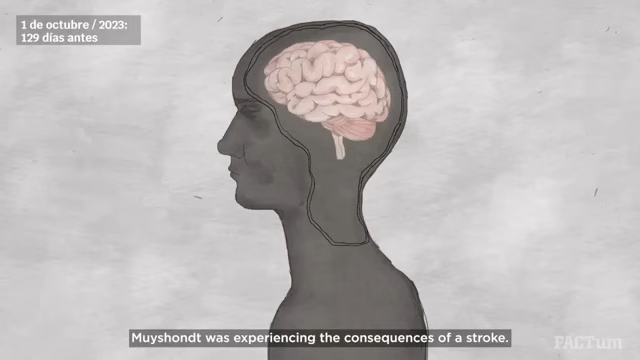 1 de octubre / 2023:
129 días antes
Muyshondt was experiencing the consequences of a stroke.
FACTum